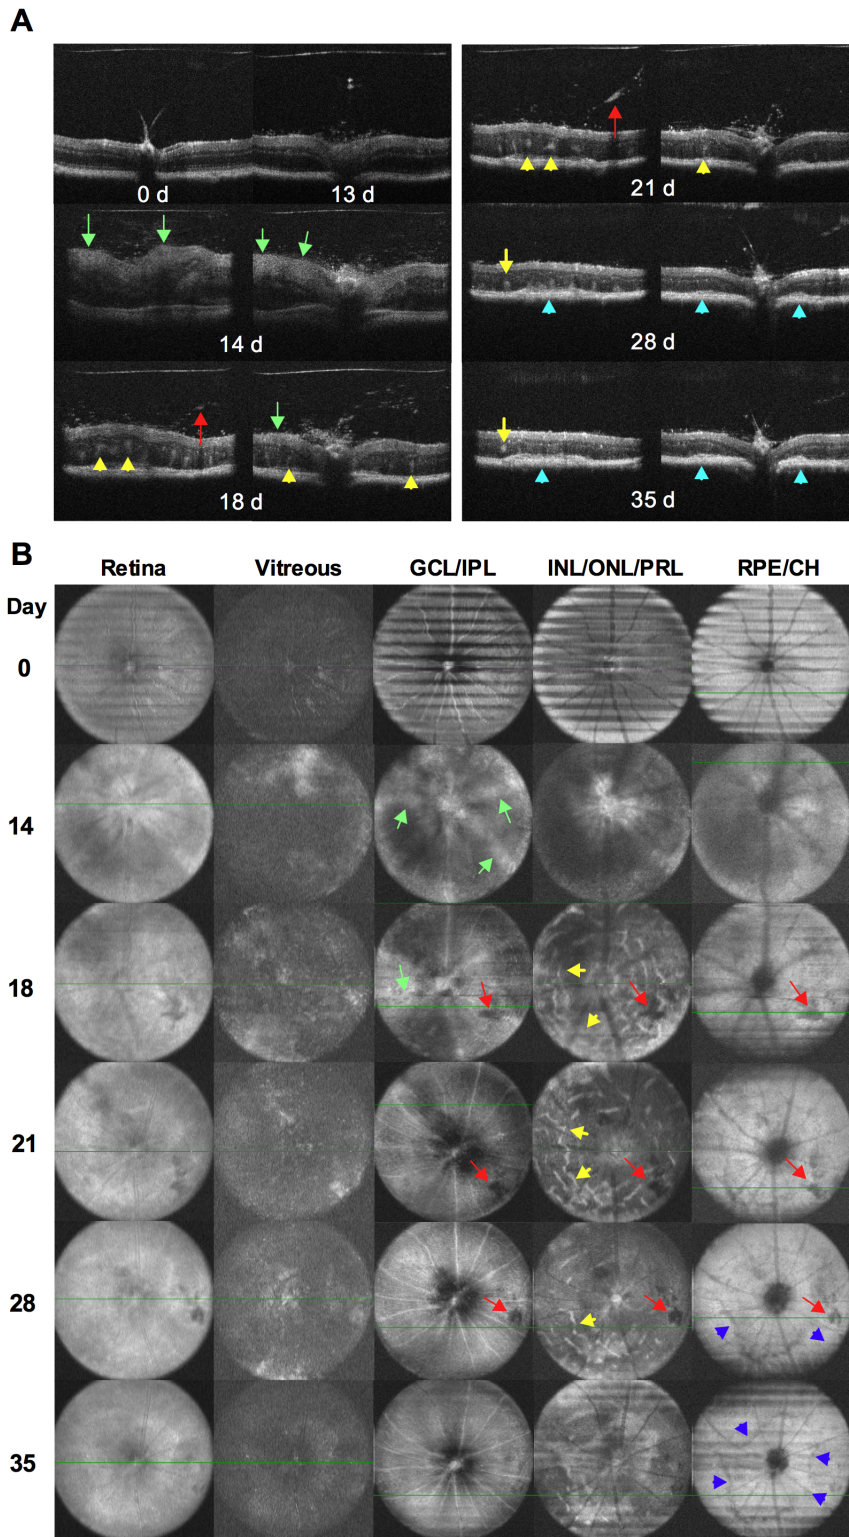 A
0 d
13 d
21 d
14 d
28 d
18 d
35 d
B
Retina Vitreous GCL/IPL INL/ONL/PRL RPE/CH
Day
0
14
18
21
28
35